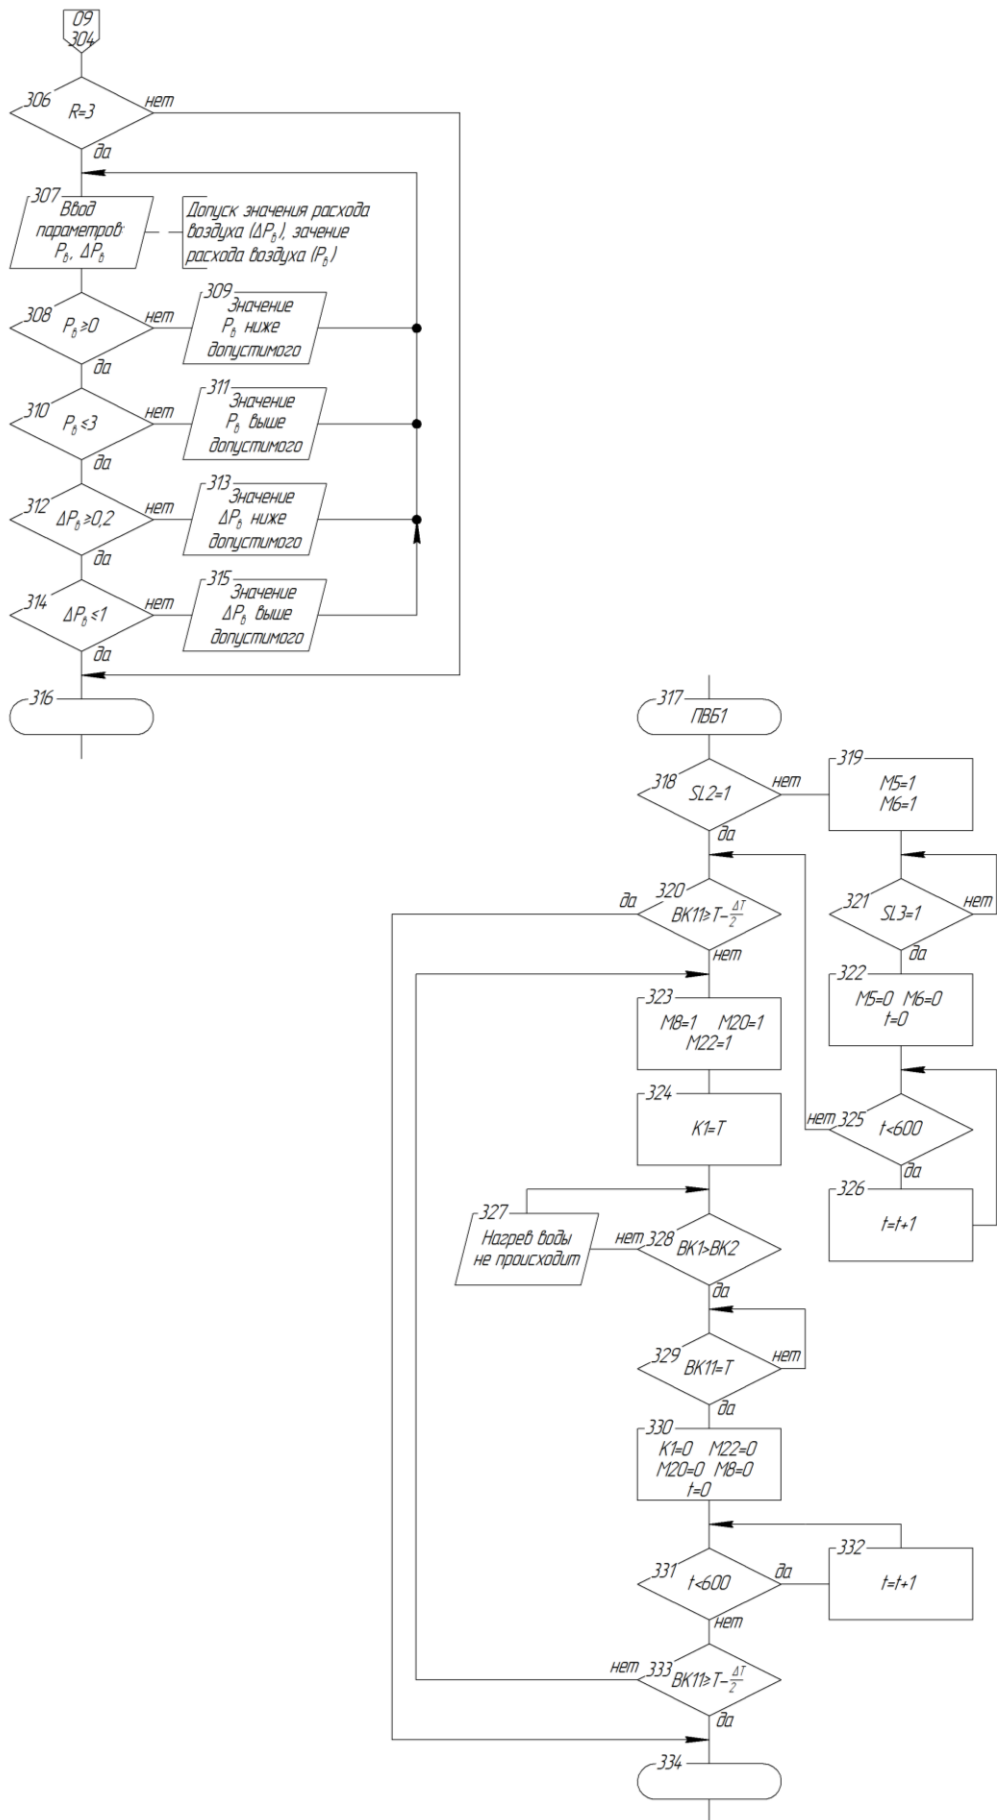 09
304
306
R=3
нет
да
307
Ввод
параметров:
Pв, ΔPв
Допуск значения расхода
воздуха (ΔPв), зачение
расхода воздуха (Pв)
308
Pв≥0
нет
да
309
Значение
Pв ниже
допустимого
310
Pв≤3
нет
да
311
Значение
Pв выше
допустимого
312
ΔPв≥0,2
нет
да
313
Значение
ΔPв ниже
допустимого
314
ΔPв≤1
нет
да
315
Значение
ΔPв выше
допустимого
316
317
ПВБ1
318
SL2=1
нет
да
319
M5=1
M6=1
320
BK11≥T-ΔT/2
да
нет
321
SL3=1
нет
да
322
M5=0 M6=0
t=0
323
M8=1 M20=1
M22=1
324
K1=T
325
t<600
нет
да
326
t=t+1
327
Нагрев воды
не происходит
328
BK1>BK2
нет
да
329
BK11=T
нет
да
330
K1=0 M22=0
M20=0 M8=0
t=0
331
t<600
да
нет
332
t=t+1
333
BK11≥T-ΔT/2
нет
да
334